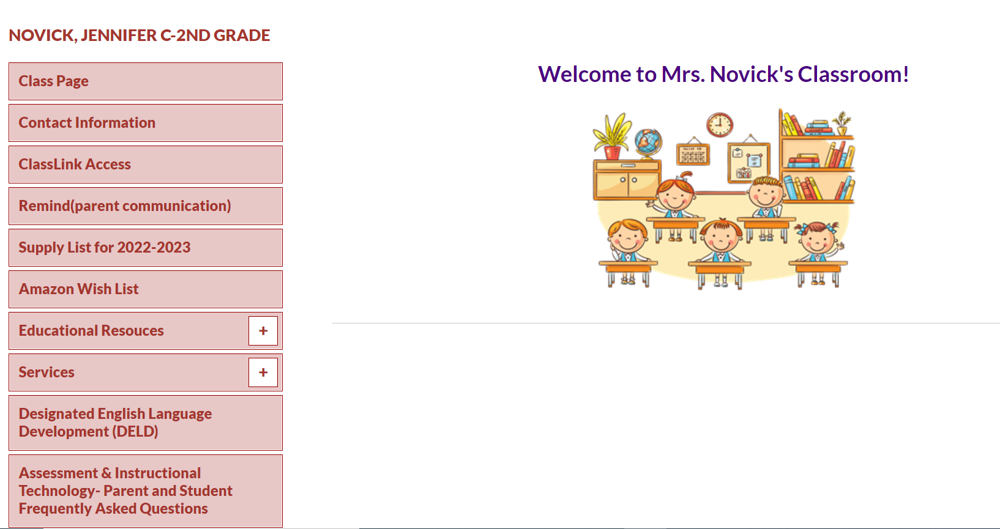 NOVICK, JENNIFER C-2ND GRADE
Class Page
Contact Information
ClassLink Access
Remind(parent communication)
Supply List for 2022-2023
Amazon Wish List
Educational Resouces
+
Services
+
Designated English Language
Development (DELD)
Assessment & Instructional
Technology- Parent and Student
Frequently Asked Questions
Welcome to Mrs. Novick's Classroom!